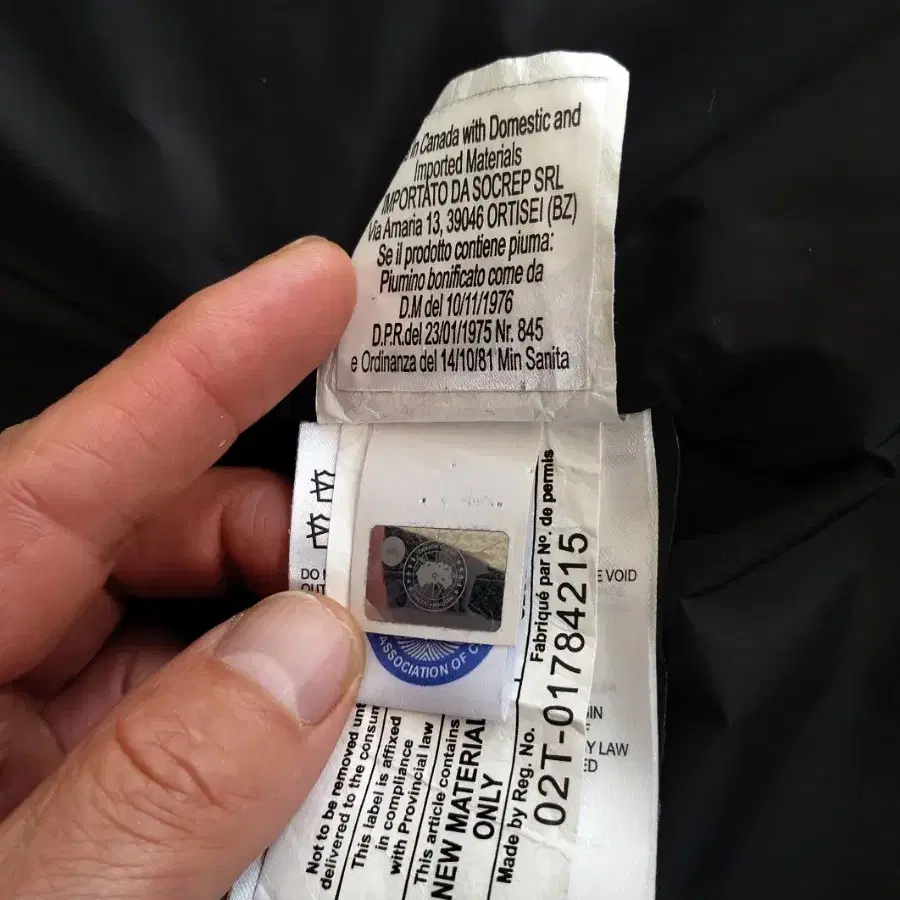 in Canada with Domestic and
Imported Materials
IMPORTATO DA SOCREP SRL
Via Arnaria 13, 39046 ORTISEI (BZ)
Se il prodotto contiene piuma:
Piumino bonificato come da
D.M del 10/11/1976
D.P.R.del 23/01/1975 Nr. 845
e Ordinanza del 14/10/81 Min Sanita
DO
OUT
ASSOCIATION OF C
Not to be removed unt
delivered to the consum
This label is affixed
in compliance
with Provincial law
This article contains
NEW MATERIAL
ONLY
Made by Reg. No.
Fabriqué par Nº. de permis
02T-01784215
E VOID
IN
Y LAW
ED